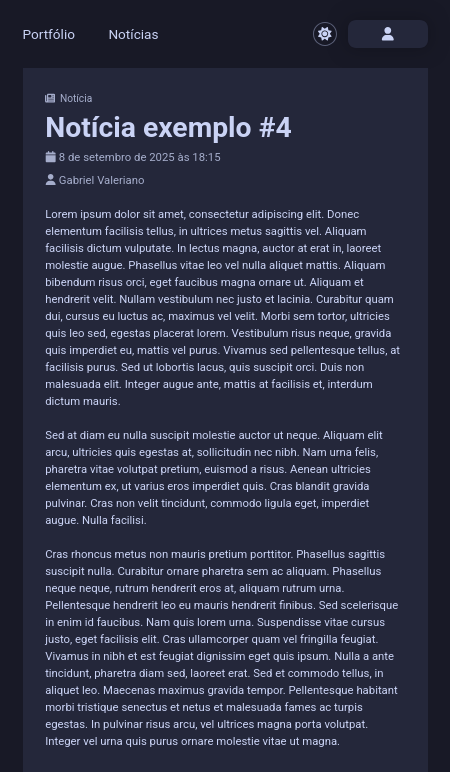 Portfólio Notícias
Notícia
Notícia exemplo #4
8 de setembro de 2025 às 18:15
Gabriel Valeriano
Lorem ipsum dolor sit amet, consectetur adipiscing elit. Donec
elementum facilisis tellus, in ultrices metus sagittis vel. Aliquam
facilisis dictum vulputate. In lectus magna, auctor at erat in, laoreet
molestie augue. Phasellus vitae leo vel nulla aliquet mattis. Aliquam
bibendum risus orci, eget faucibus magna ornare ut. Aliquam et
hendrerit velit. Nullam vestibulum nec justo et lacinia. Curabitur quam
dui, cursus eu luctus ac, maximus vel velit. Morbi sem tortor, ultricies
quis leo sed, egestas placerat lorem. Vestibulum risus neque, gravida
quis imperdiet eu, mattis vel purus. Vivamus sed pellentesque tellus, at
facilisis purus. Sed ut lobortis lacus, quis suscipit orci. Duis non
malesuada elit. Integer augue ante, mattis at facilisis et, interdum
dictum mauris.
Sed at diam eu nulla suscipit molestie auctor ut neque. Aliquam elit
arcu, ultricies quis egestas at, sollicitudin nec nibh. Nam urna felis,
pharetra vitae volutpat pretium, euismod a risus. Aenean ultricies
elementum ex, ut varius eros imperdiet quis. Cras blandit gravida
pulvinar. Cras non velit tincidunt, commodo ligula eget, imperdiet
augue. Nulla facilisi.
Cras rhoncus metus non mauris pretium porttitor. Phasellus sagittis
suscipit nulla. Curabitur ornare pharetra sem ac aliquam. Phasellus
neque neque, rutrum hendrerit eros at, aliquam rutrum urna.
Pellentesque hendrerit leo eu mauris hendrerit finibus. Sed scelerisque
in enim id faucibus. Nam quis lorem urna. Suspendisse vitae cursus
justo, eget facilisis elit. Cras ullamcorper quam vel fringilla feugiat.
Vivamus in nibh et est feugiat dignissim eget quis ipsum. Nulla a ante
tincidunt, pharetra diam sed, laoreet erat. Sed et commodo tellus, in
aliquet leo. Maecenas maximus gravida tempor. Pellentesque habitant
morbi tristique senectus et netus et malesuada fames ac turpis
egestas. In pulvinar risus arcu, vel ultrices magna porta volutpat.
Integer vel urna quis purus ornare molestie vitae ut magna.